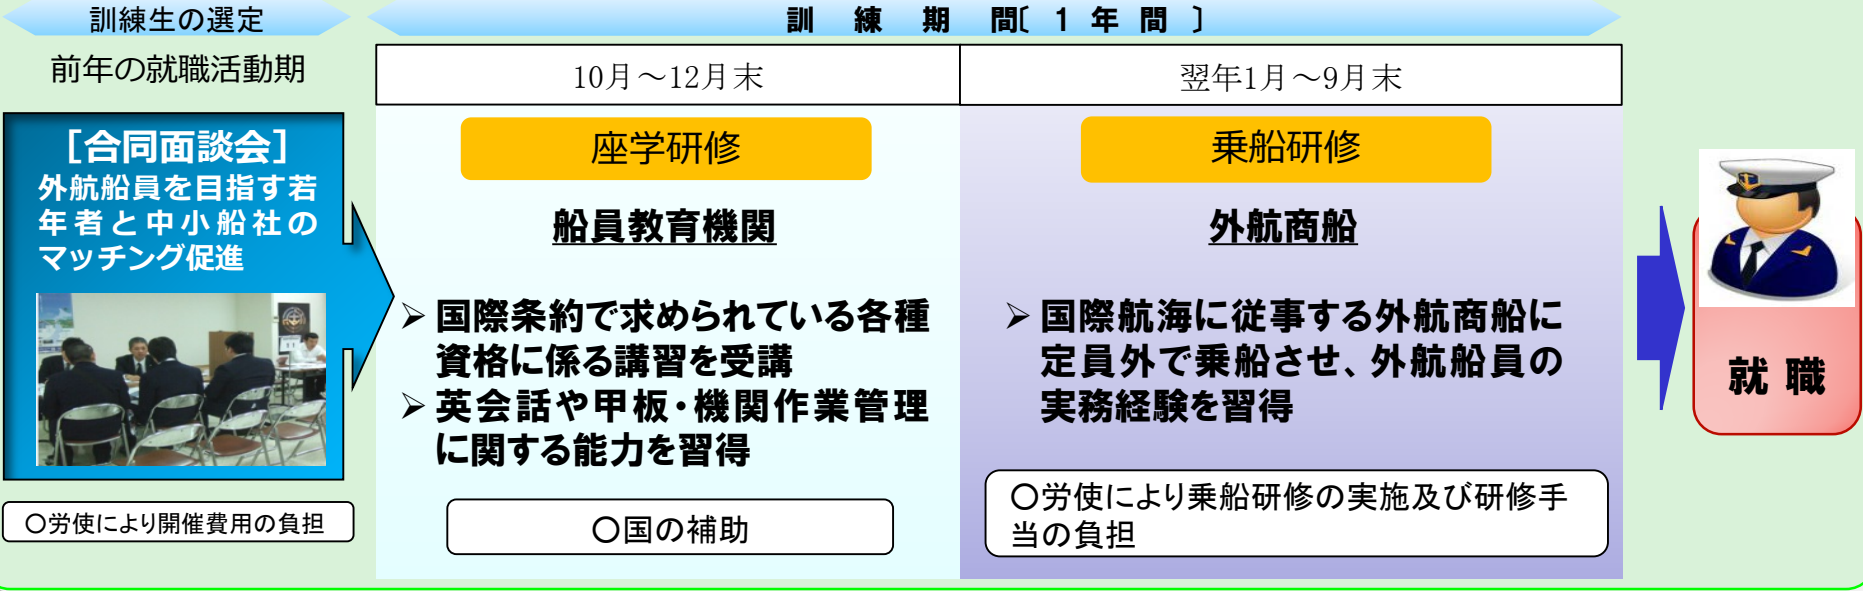 訓練生の選定
訓練期間〔1年間〕
前年の就職活動期
10月～12月末
翌年1月～9月末
［合同面談会］
外航船員を目指す若
年者と中小船社の
マッチング促進
〇労使により開催費用の負担
座学研修
船員教育機関
➢ 国際条約で求められている各種
資格に係る講習を受講
➢ 英会話や甲板・機関作業管理
に関する能力を習得
〇国の補助
乗船研修
外航商船
➢ 国際航海に従事する外航商船に
定員外で乗船させ、外航船員の
実務経験を習得
〇労使により乗船研修の実施及び研修手
当の負担
就職